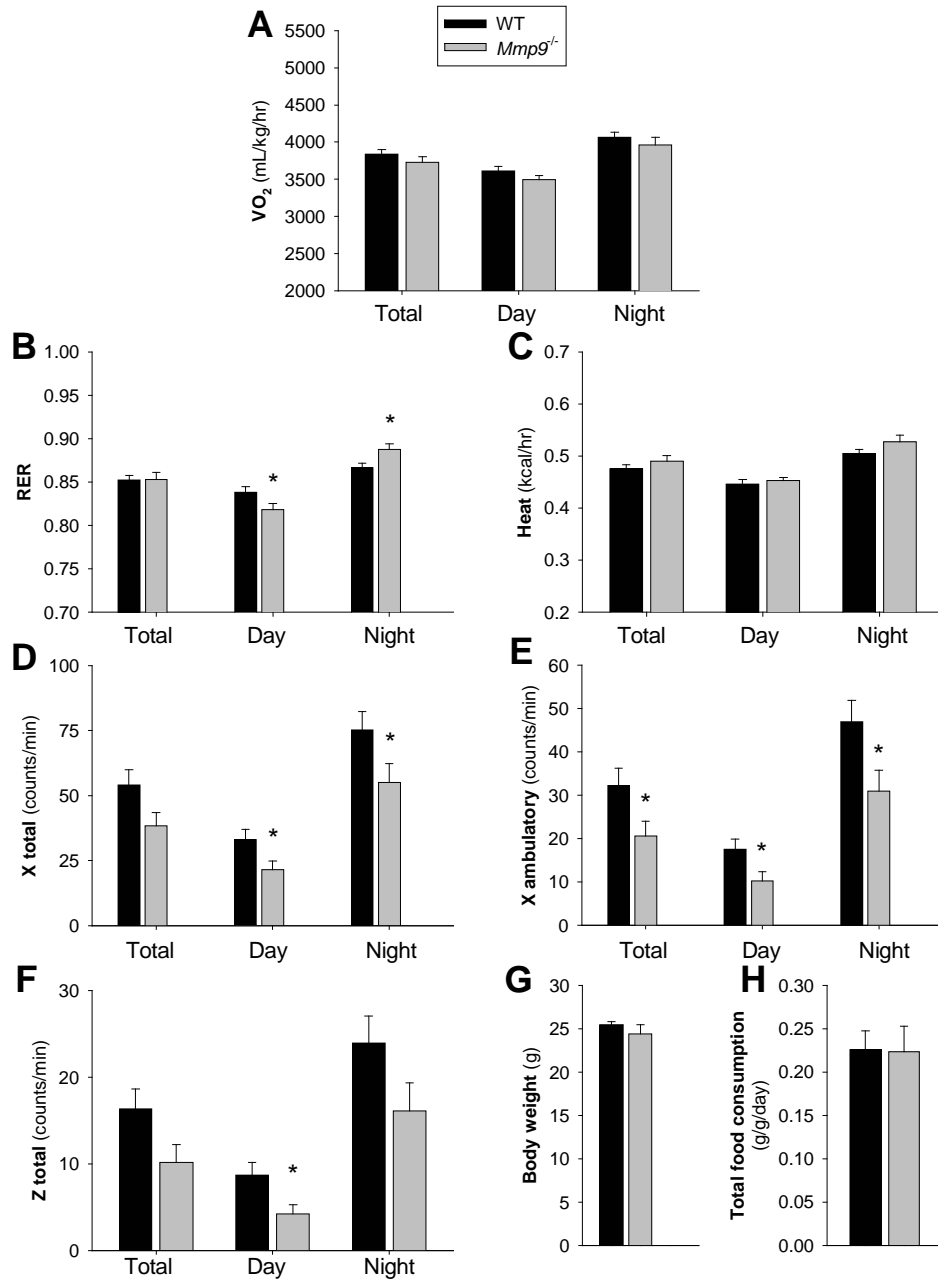 A
WT
Mmp9-/-
VO2 (mL/kg/hr)
5500
5000
4500
4000
3500
3000
2500
2000
Total Day Night
B
RER
1.00
0.95
0.90
0.85
0.80
0.75
0.70
*
*
Total Day Night
C
Heat (kcal/hr)
0.7
0.6
0.5
0.4
0.3
0.2
Total Day Night
D
X total (counts/min)
100
75
50
25
0
*
*
Total Day Night
E
X ambulatory (counts/min)
60
50
40
30
20
10
0
*
*
*
Total Day Night
F
Z total (counts/min)
30
20
10
0
*
Total Day Night
G
Body weight (g)
30
25
20
15
10
5
0
H
Total food consumption
(g/g/day)
0.30
0.25
0.20
0.15
0.10
0.05
0.00